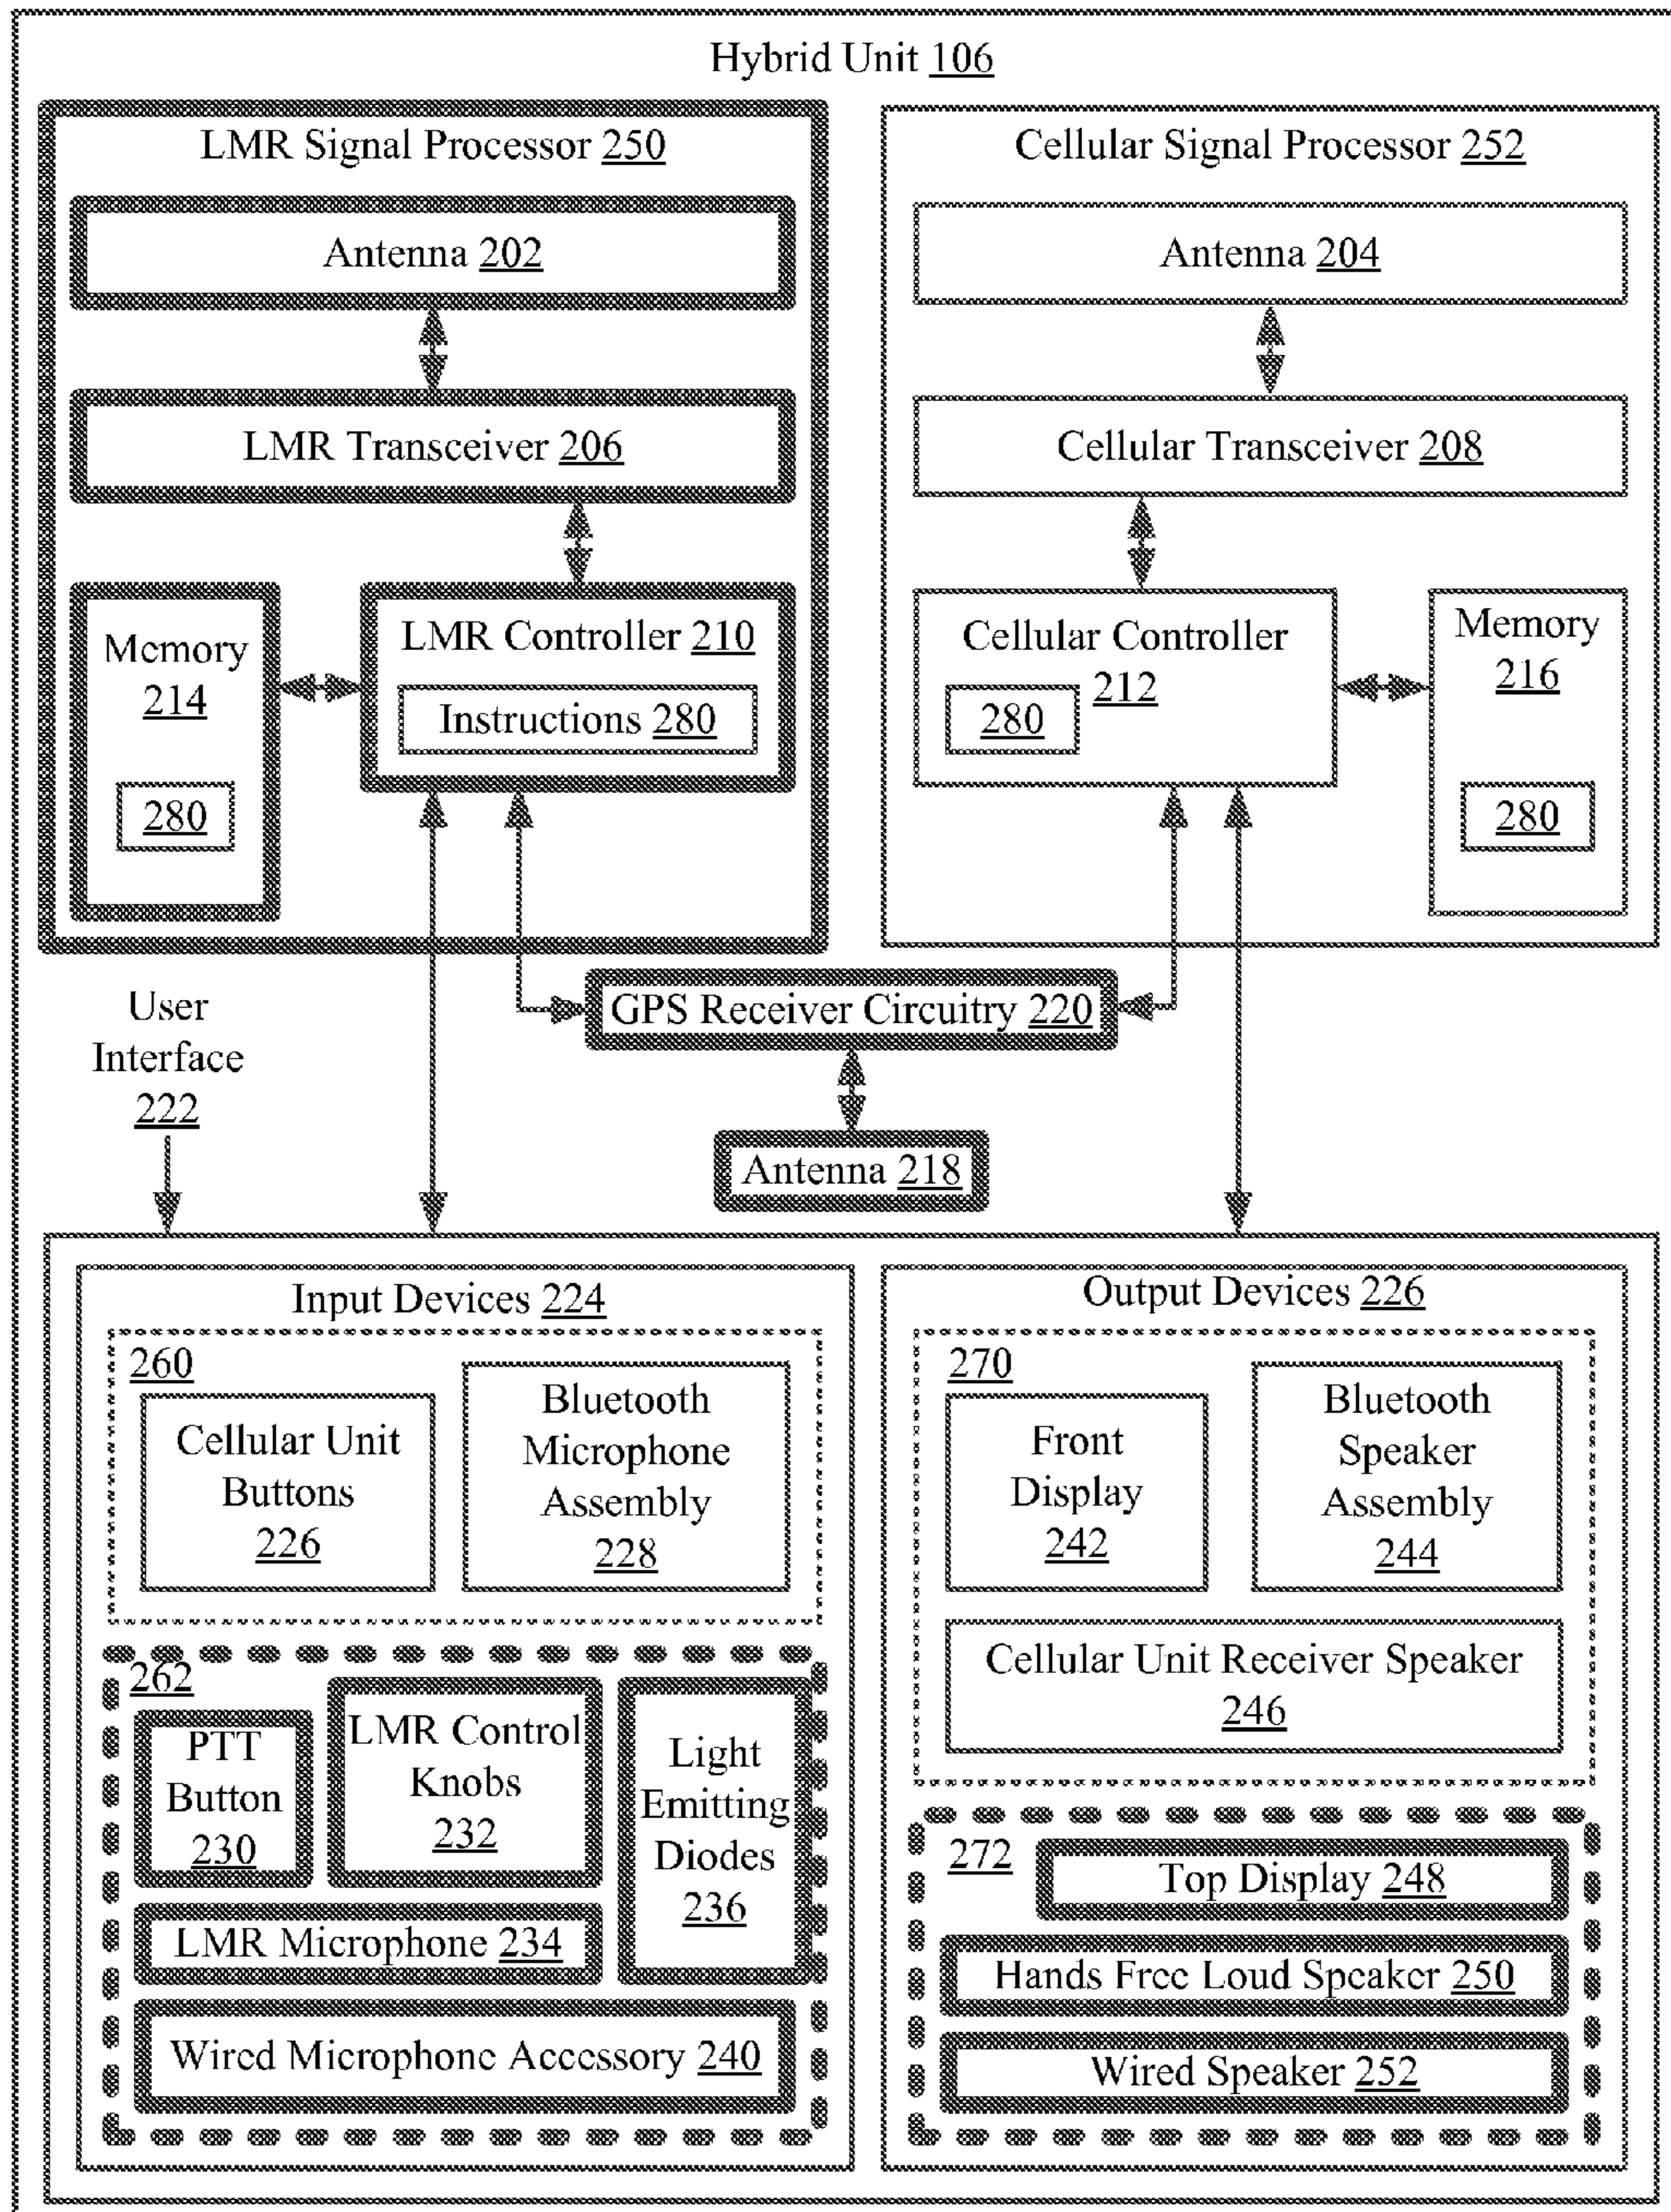 Hybrid Unit 106
LMR Signal Processor 250
Antenna 202
LMR Transceiver 206
Memory
214
280
LMR Controller 210
Instructions 280
Cellular Signal Processor 252
Antenna 204
Cellular Transceiver 208
Cellular Controller
212
280
Memory
216
280
GPS Receiver Circuitry 220
Antenna 218
User
Interface
222
Input Devices 224
260
Cellular Unit
Buttons
226
Bluetooth
Microphone
Assembly
228
262
PTT
Button
230
LMR Control
Knobs
232
Light
Emitting
Diodes
236
LMR Microphone 234
Wired Microphone Accessory 240
Output Devices 226
270
Front
Display
242
Bluetooth
Speaker
Assembly
244
Cellular Unit Receiver Speaker
246
272
Top Display 248
Hands Free Loud Speaker 250
Wired Speaker 252